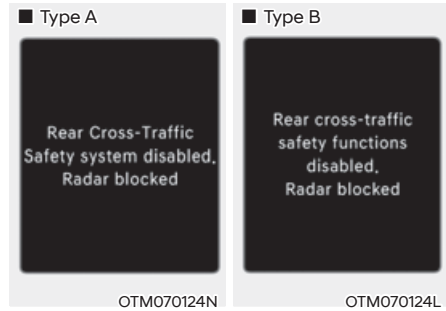 ■ Type A
Rear Cross-Traffic
Safety system disabled.
Radar blocked
OTM070124N
■ Type B
Rear cross-traffic
safety functions
disabled.
Radar blocked
OTM070124L